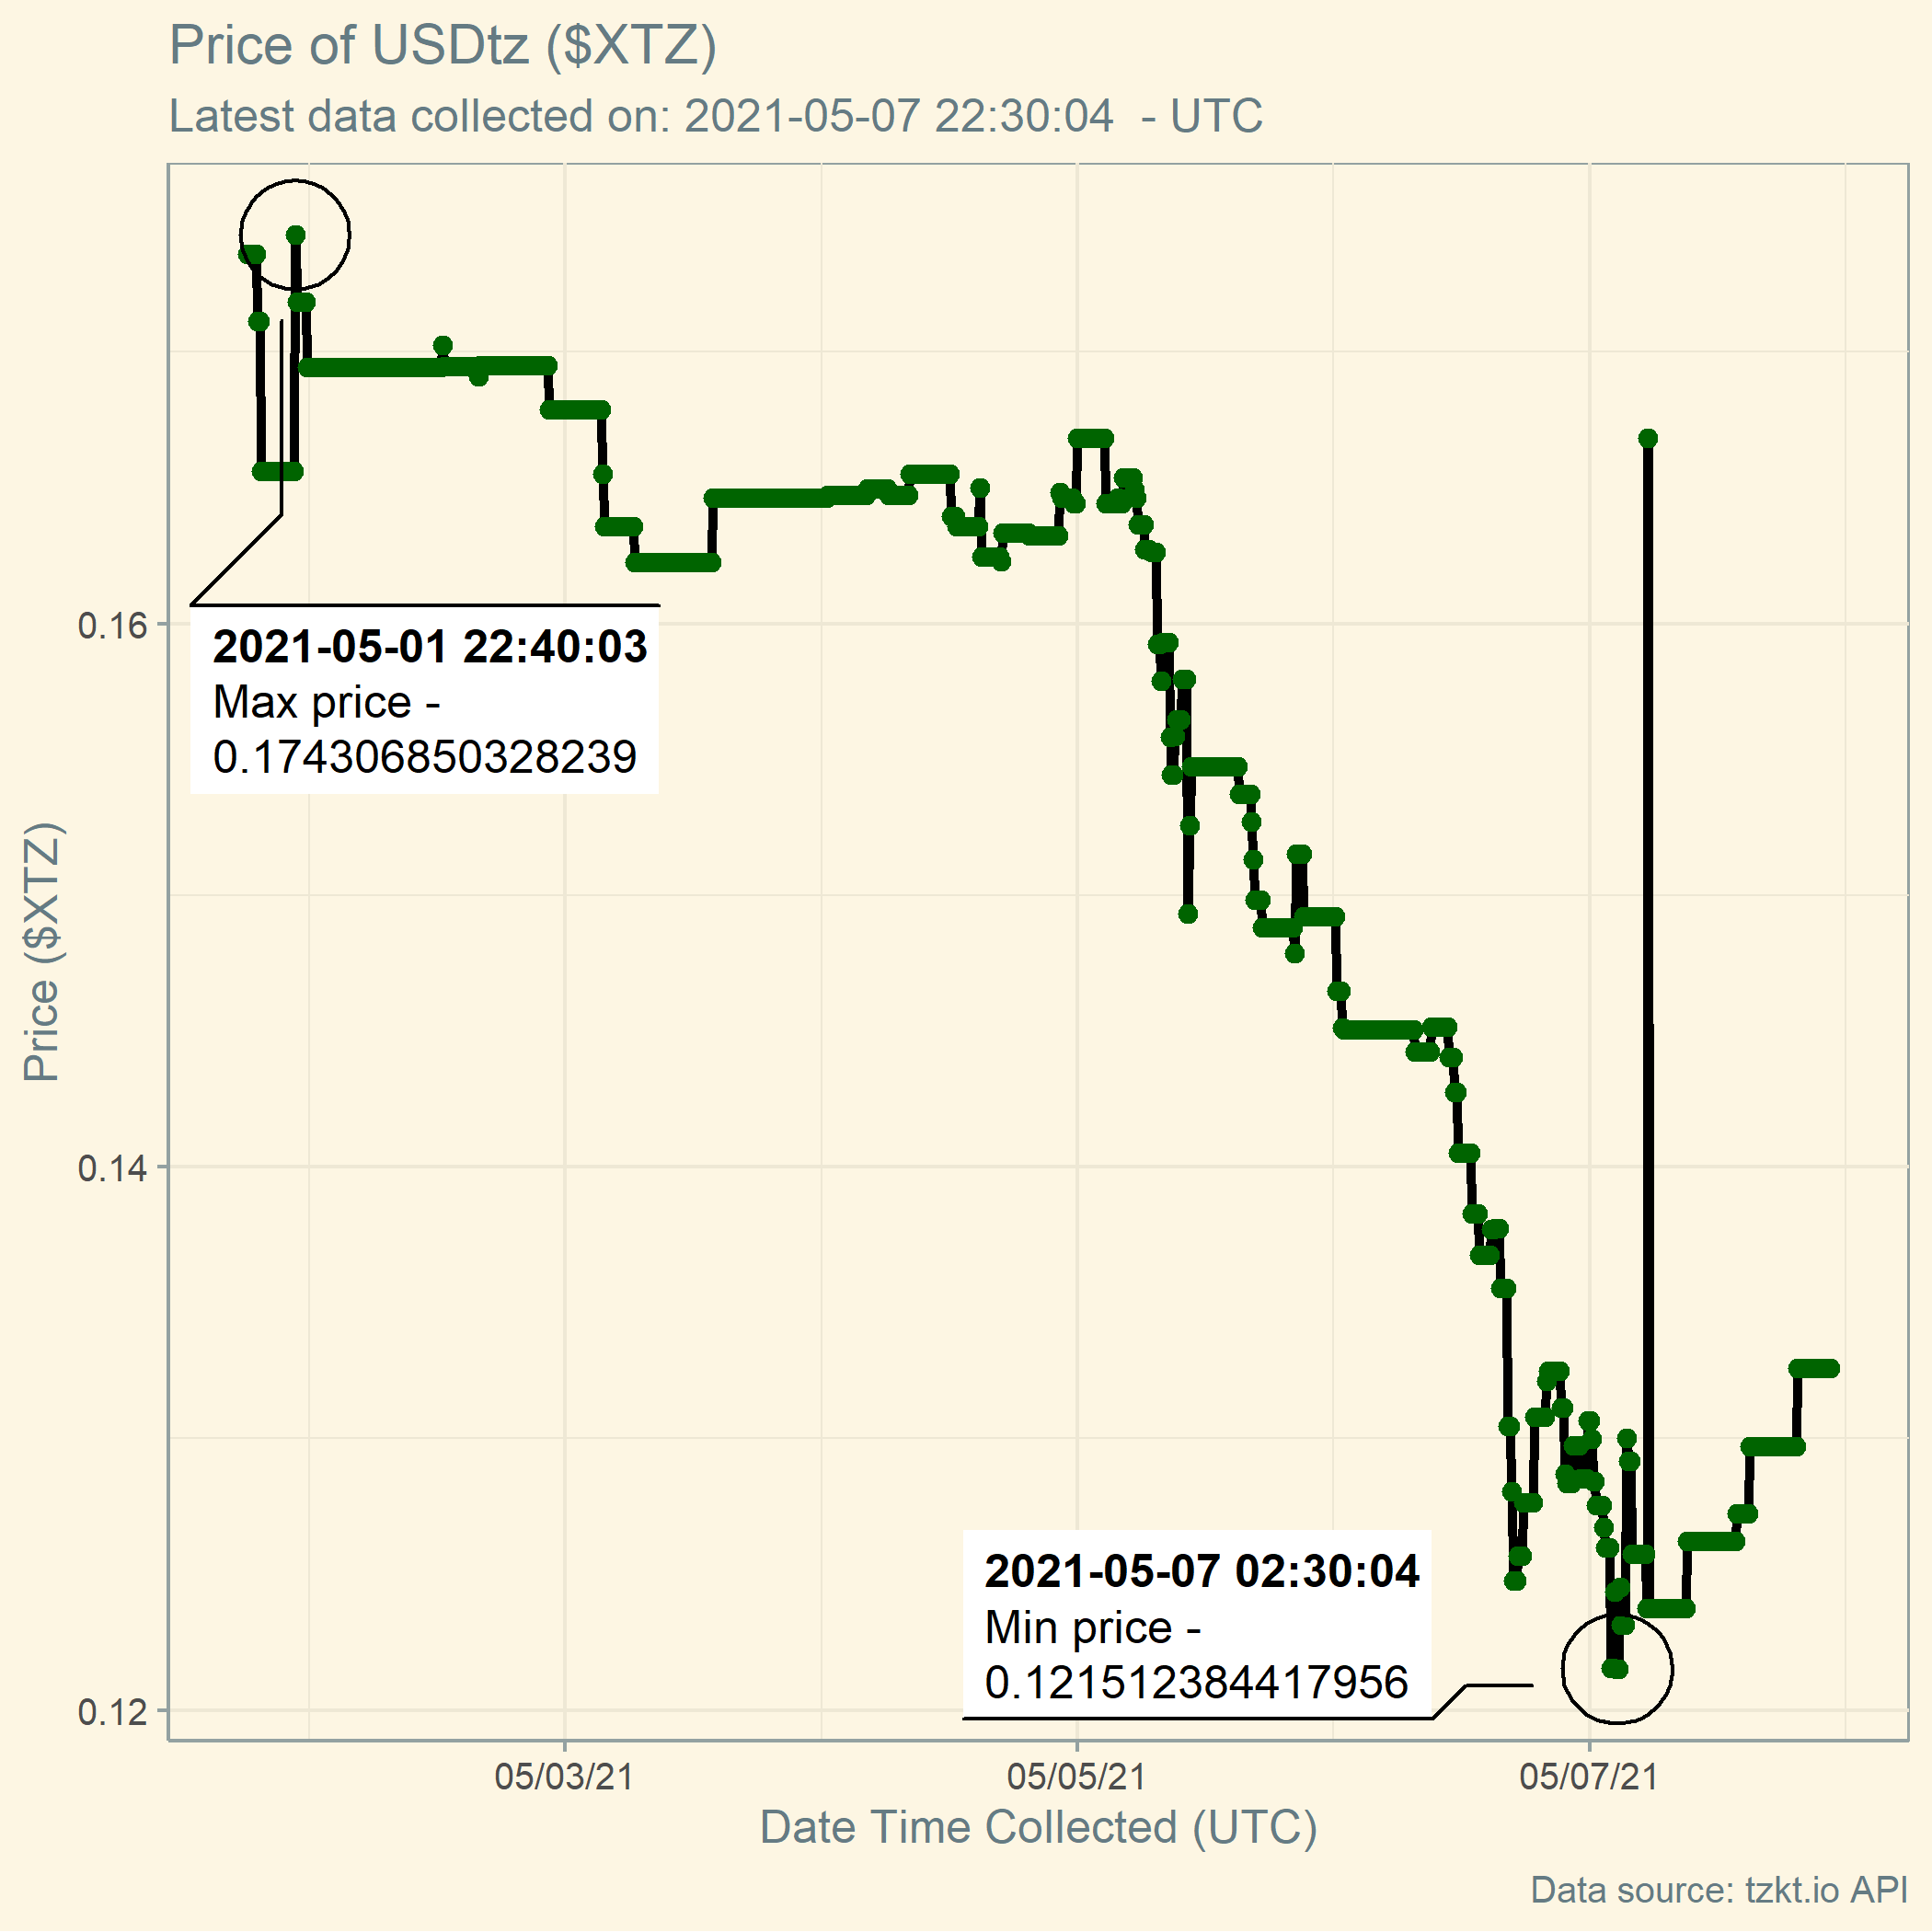 Price of USDtz ($XTZ)
Latest data collected on: 2021-05-07 22:30:04  - UTC
Price ($XTZ)
0.16
0.14
0.12
2021-05-01 22:40:03
Max price -
0.174306850328239
2021-05-07 02:30:04
Min price -
0.121512384417956
05/03/21
05/05/21
05/07/21
Date Time Collected (UTC)
Data source: tzkt.io API